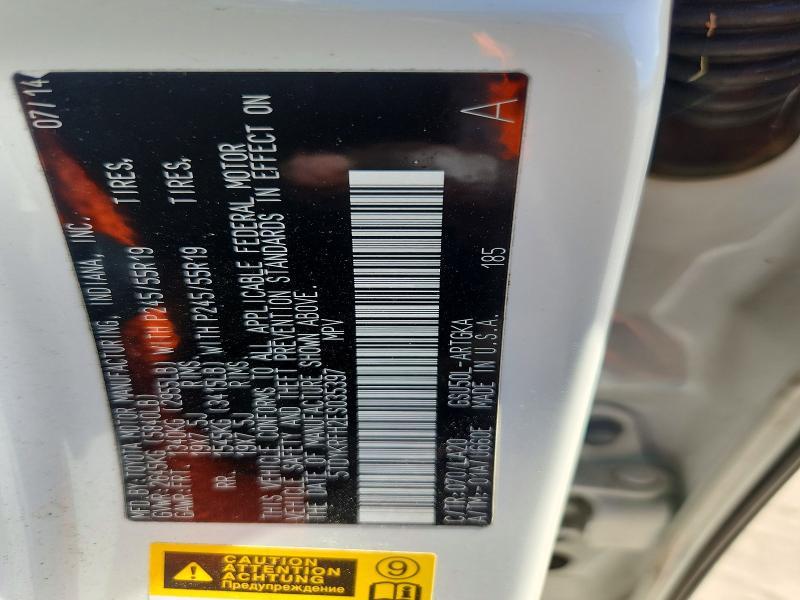 MFD.BY:TOYOTA MOTOR MANUFACTURING, INDIANA, INC. 07/14
GVWR: 2645KG (5840LB)
GAWR:FRT. 1340KG (2955LB) WITH P245/55R19 TIRES,
19X7.5J RIMS,
RR. 1555KG (3415LB) WITH P245/55R19 TIRES,
19X7.5J RIMS
THIS VEHICLE CONFORMS TO ALL APPLICABLE FEDERAL MOTOR
VEHICLE SAFETY AND THEFT PREVENTION STANDARDS IN EFFECT ON
THE DATE OF MANUFACTURE SHOWN ABOVE.
MPV
C/TR:
GSU50L-ARTGKA 185
A/TM: MADE IN U.S.A. A
CAUTION
ATTENTION
ACHTUNG
Предупреждение
9